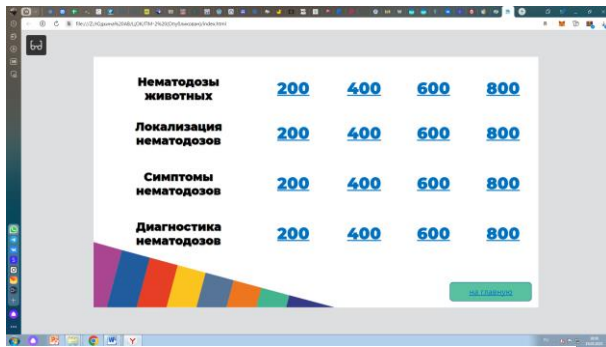 Нематодозы
животных
200 400 600 800
Локализация
нематодозов
200 400 600 800
Симптомы
нематодозов
200 400 600 800
Диагностика
нематодозов
200 400 600 800
на главную